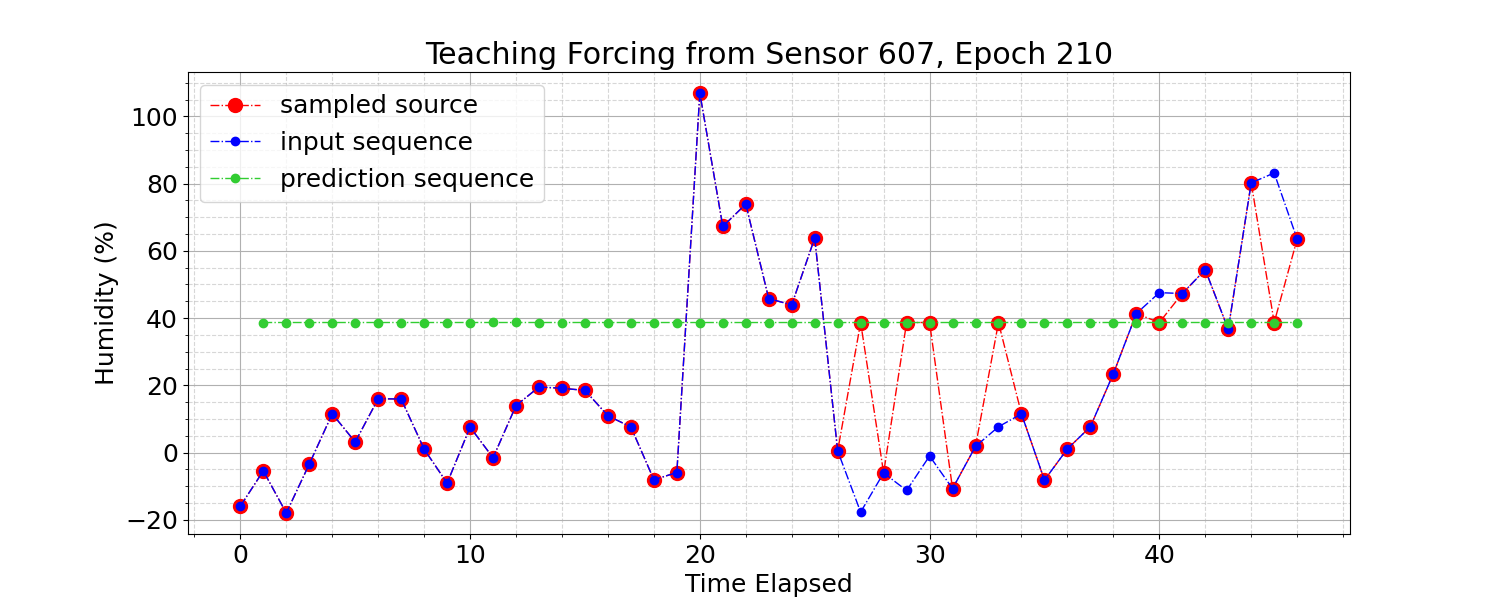 Teaching Forcing from Sensor 607, Epoch 210
sampled source
input sequence
prediction sequence
Humidity (%)
100
80
60
40
20
0
−20
0
10
20
30
40
Time Elapsed